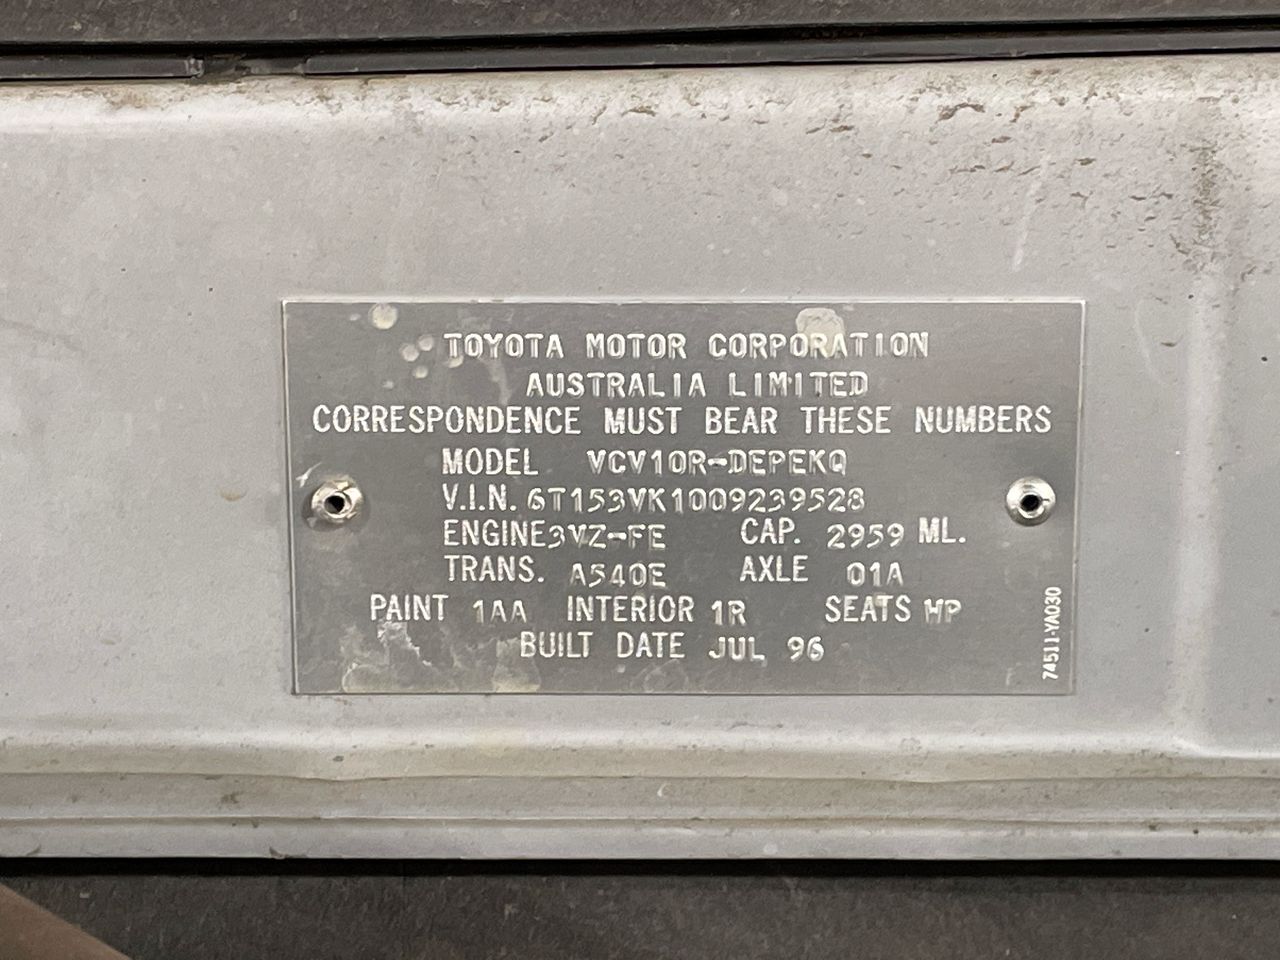 TOYOTA MOTOR CORPORATION
AUSTRALIA LIMITED
CORRESPONDENCE MUST BEAR THESE NUMBERS
MODEL VCV10R-DEPEKQ
V.I.N. 6T153VK1009239528
ENGINE 3VZ-FE CAP. 2959 ML.
TRANS. A540E AXLE 01A
PAINT 1AA INTERIOR 1R SEATS WP
BUILT DATE JUL 96
74511-YA030